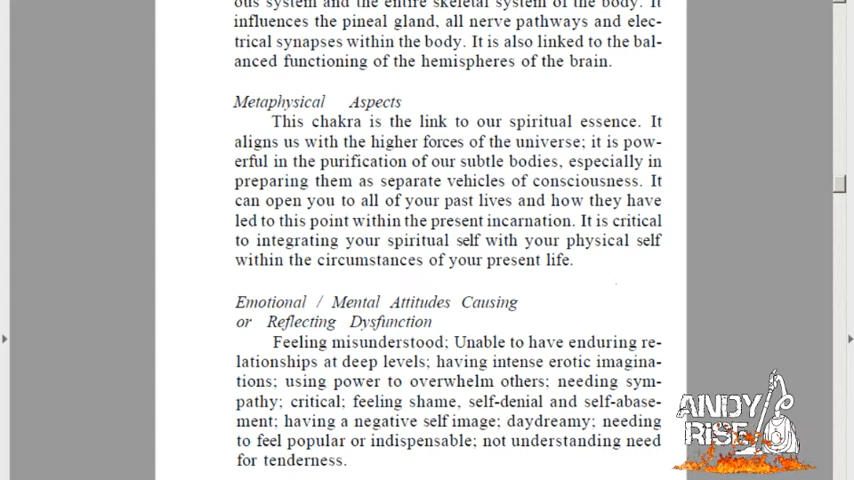 ous system and the entire skeletal system of the body. It
influences the pineal gland, all nerve pathways and elec-
trical synapses within the body. It is also linked to the bal-
anced functioning of the hemispheres of the brain.
Metaphysical Aspects
This chakra is the link to our spiritual essence. It
aligns us with the higher forces of the universe; it is pow-
erful in the purification of our subtle bodies, especially in
preparing them as separate vehicles of consciousness. It
can open you to all of your past lives and how they have
led to this point within the present incarnation. It is critical
to integrating your spiritual self with your physical self
within the circumstances of your present life.
Emotional / Mental Attitudes Causing
or Reflecting Dysfunction
Feeling misunderstood; Unable to have enduring re-
lationships at deep levels; having intense erotic imagina-
tions; using power to overwhelm others; needing sym-
pathy; critical; feeling shame, self-denial and self-abase-
ment; having a negative self image; daydreamy; needing
to feel popular or indispensable; not understanding need
for tenderness.
ANDY
RiSE